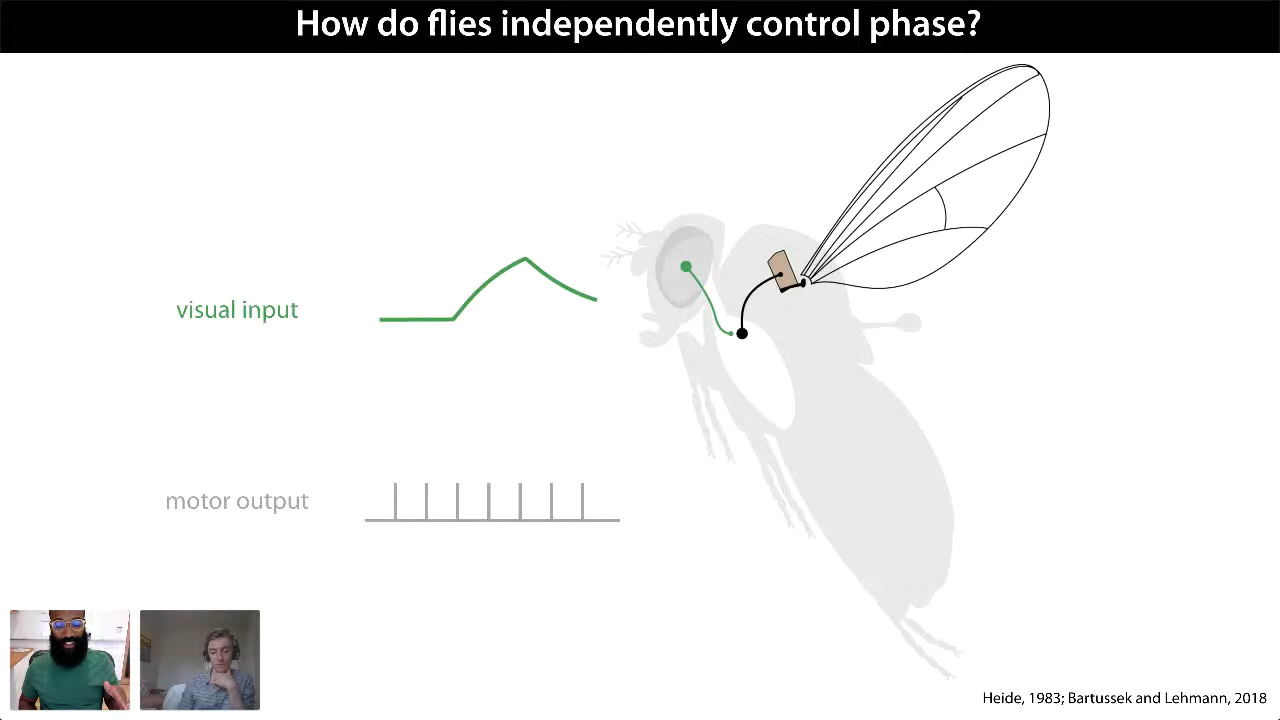 How do flies independently control phase?
visual input
motor output
Heide, 1983; Bartussek and Lehmann, 2018